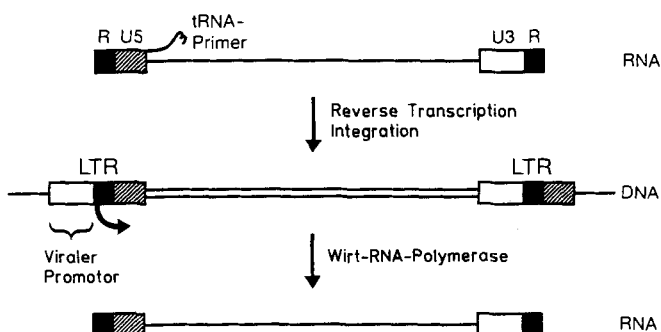 tRNA-
R U5 Primer U3 R
RNA
Reverse Transcription
Integration
LTR LTR
DNA
Viraler
Promotor
Wirt-RNA-Polymerase
RNA